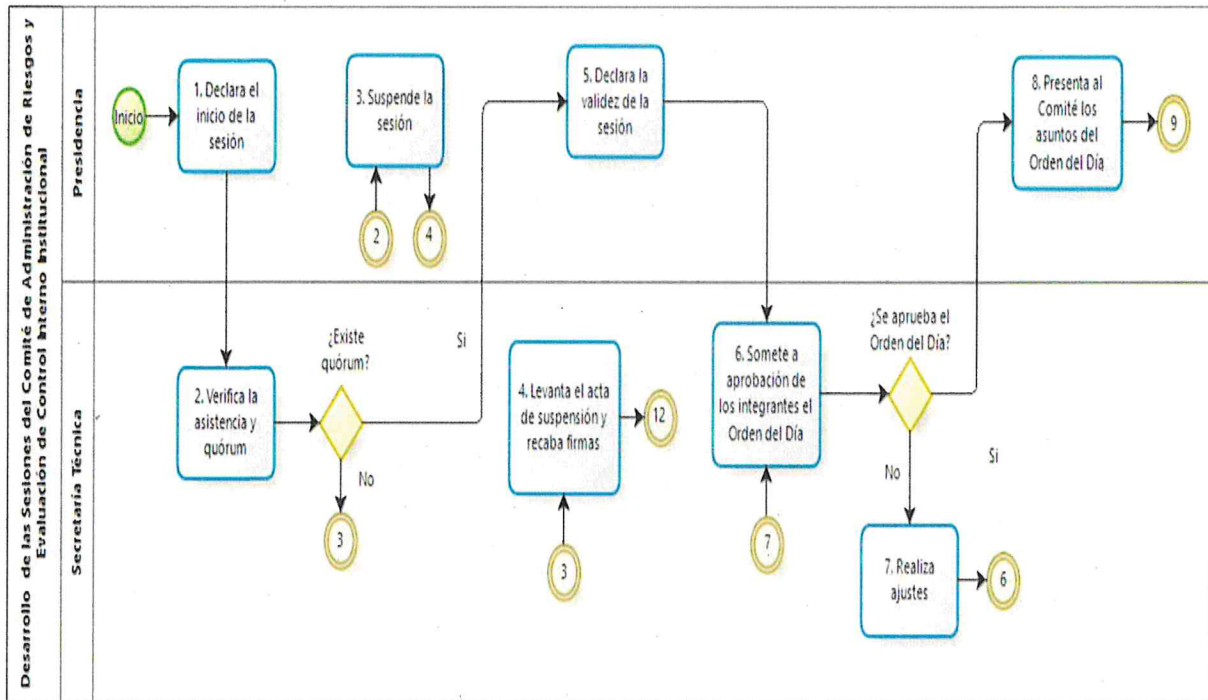 Desarrollo de las Sesiones del Comité de Administración de Riesgos y
Evaluación de Control Interno Institucional
Presidencia
Inicio
1. Declara el
inicio de la
sesión
3. Suspende la
sesión
2
4
5. Declara la
validez de la
sesión
8. Presenta al
Comité los
asuntos del
Orden del Día
9
Secretaría Técnica
2. Verifica la
asistencia y
quórum
¿Existe
quórum?
Si
No
3
4. Levanta el acta
de suspensión y
recaba firmas
12
3
6. Somete a
aprobación de
los integrantes el
Orden del Día
7
¿Se aprueba el
Orden del Día?
Si
No
7. Realiza
ajustes
6